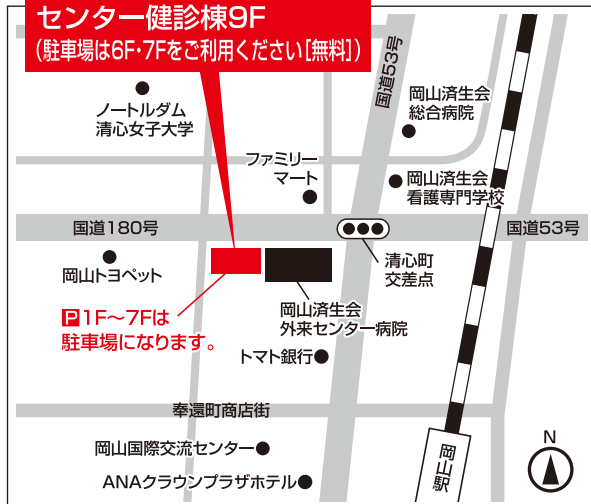 センター健診棟9F
(駐車場は6F・7Fをご利用ください[無料])
国道53号
ノートルダム
清心女子大学
岡山済生会
総合病院
ファミリー
マート
岡山済生会
看護専門学校
国道180号
国道53号
岡山トヨペット
清心町
交差点
P1F〜7Fは
駐車場になります。
岡山済生会
外来センター病院
トマト銀行
奉還町商店街
岡山国際交流センター
ANAクラウンプラザホテル
岡山駅
N